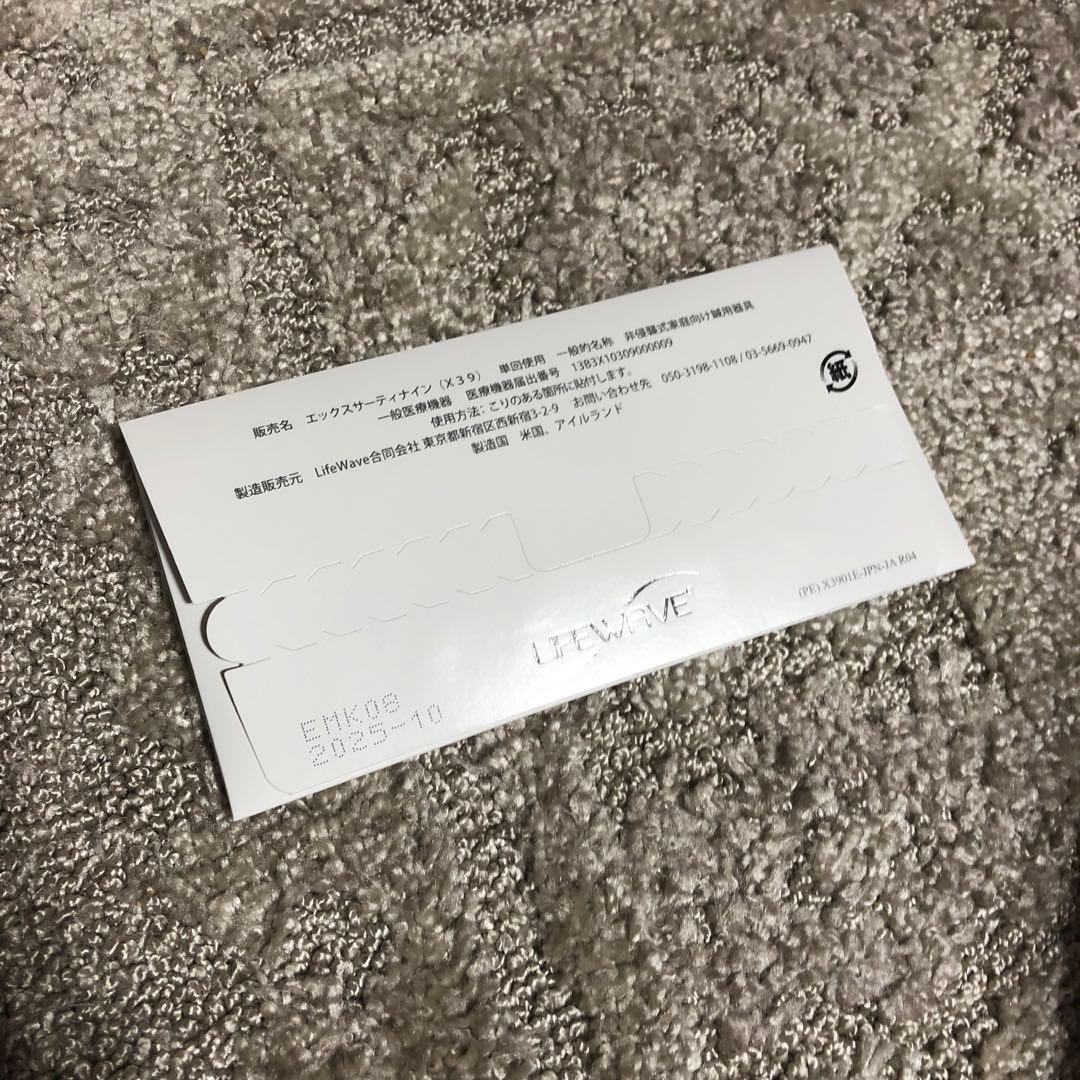 販売名 エックスサーティナイン（X３９） 単回使用 一般的名称 非侵襲式家庭向け鍼用器具
一般医療機器 医療機器届出番号 13B3X10309000009
使用方法：こりのある箇所に貼付します。
製造販売元 LifeWave合同会社 東京都新宿区西新宿3-2-9 お問い合わせ先 050-3198-1108 / 03-5669-0947
製造国 米国、アイルランド
紙
(PE) X3901E-JPN-JA R04
LIFEWAVE
EMK08
2025-10